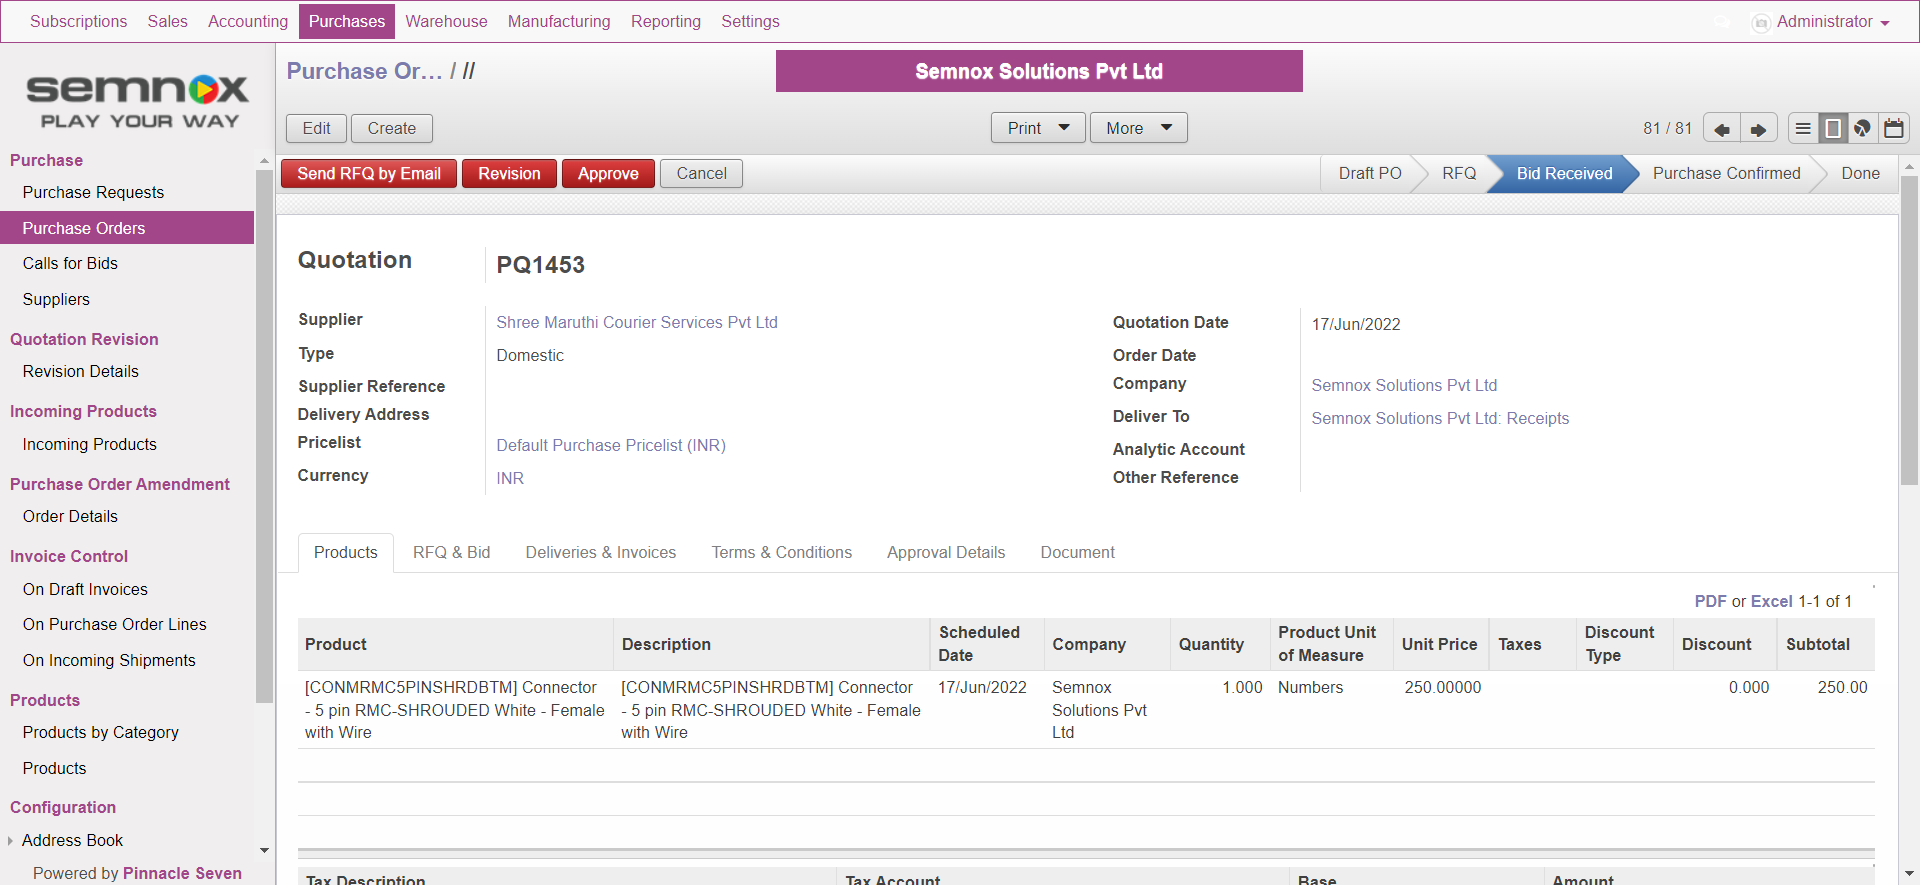 Subscriptions Sales Accounting Purchases Warehouse Manufacturing Reporting Settings Administrator
semnox
PLAY YOUR WAY
Purchase
Purchase Requests
Purchase Orders
Calls for Bids
Suppliers
Quotation Revision
Revision Details
Incoming Products
Incoming Products
Purchase Order Amendment
Order Details
Invoice Control
On Draft Invoices
On Purchase Order Lines
On Incoming Shipments
Products
Products by Category
Products
Configuration
Address Book
Powered by Pinnacle Seven
Purchase Or... / //
Semnox Solutions Pvt Ltd
Edit Create Print More 81 / 81
Send RFQ by Email Revision Approve Cancel Draft PO RFQ Bid Received Purchase Confirmed Done
Quotation PQ1453
Supplier Shree Maruthi Courier Services Pvt Ltd
Type Domestic
Supplier Reference
Delivery Address
Pricelist Default Purchase Pricelist (INR)
Currency INR
Quotation Date 17/Jun/2022
Order Date
Company Semnox Solutions Pvt Ltd
Deliver To Semnox Solutions Pvt Ltd: Receipts
Analytic Account
Other Reference
Products RFQ & Bid Deliveries & Invoices Terms & Conditions Approval Details Document
PDF or Excel 1-1 of 1
Product Description Scheduled Date Company Quantity Product Unit of Measure Unit Price Taxes Discount Type Discount Subtotal
[CONMRMC5PINSHRDBTM] Connector [CONMRMC5PINSHRDBTM] Connector 17/Jun/2022 Semnox 1.000 Numbers 250.00000 0.000 250.00
- 5 pin RMC-SHROUDED White - Female - 5 pin RMC-SHROUDED White - Female Solutions Pvt
with Wire with Wire Ltd
Tax Description Tax Account Base Amount